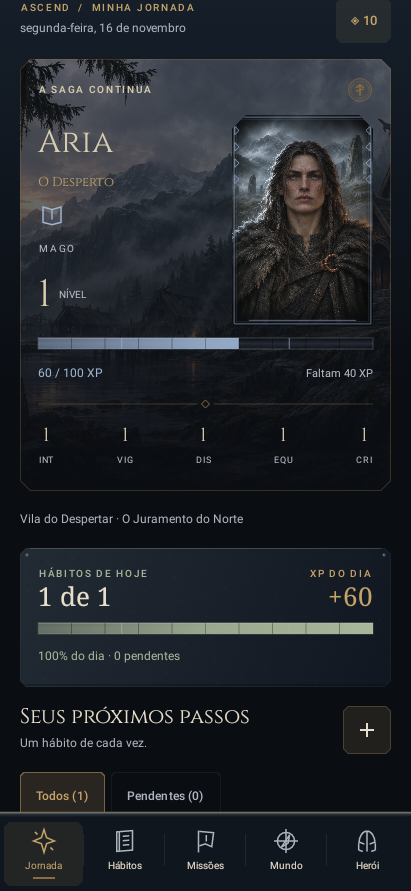 ASCEND / MINHA JORNADA
segunda-feira, 16 de novembro
10
A SAGA CONTINUA
ARIA
O DESPERTO
MAGO
1 NÍVEL
60 / 100 XP
Faltam 40 XP
1 1 1 1 1
INT VIG DIS EQU CRI
Vila do Despertar · O Juramento do Norte
HÁBITOS DE HOJE
XP DO DIA
1 de 1
+60
100% do dia · 0 pendentes
SEUS PRÓXIMOS PASSOS
Um hábito de cada vez.
+
Todos (1)
Pendentes (0)
Jornada
Hábitos
Missões
Mundo
Herói